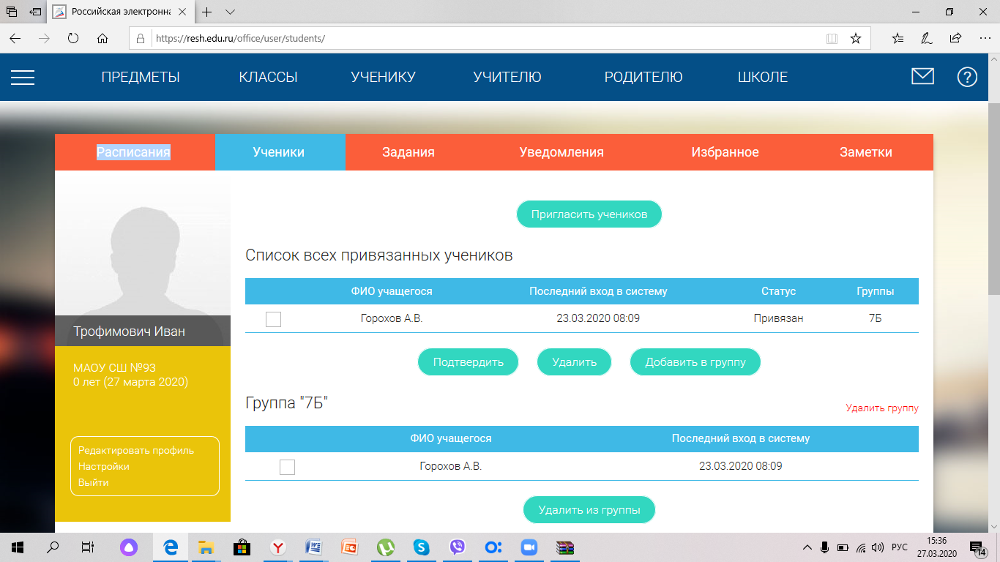 Российская электронна
https://resh.edu.ru/office/user/students/
ПРЕДМЕТЫ КЛАССЫ УЧЕНИКУ УЧИТЕЛЮ РОДИТЕЛЮ ШКОЛЕ
Расписания Ученики Задания Уведомления Избранное Заметки
Пригласить учеников
Список всех привязанных учеников
ФИО учащегося Последний вход в систему Статус Группы
Горохов А.В. 23.03.2020 08:09 Привязан 7Б
Трофимович Иван
МАОУ СШ №93
0 лет (27 марта 2020)
Редактировать профиль
Настройки
Выйти
Подтвердить Удалить Добавить в группу
Группа "7Б"
Удалить группу
ФИО учащегося Последний вход в систему
Горохов А.В. 23.03.2020 08:09
Удалить из группы
РУС
15:36
27.03.2020
14